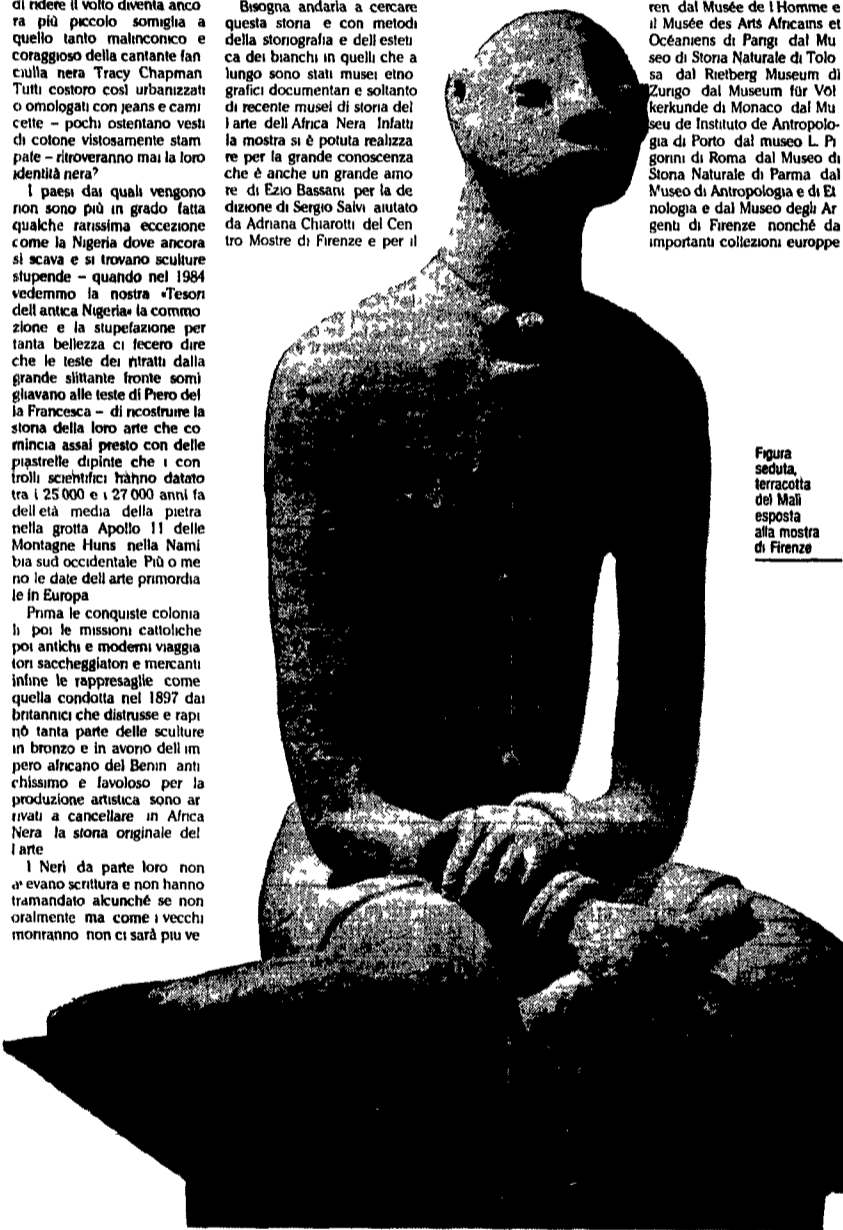 di ridere il volto diventa anco
ra più piccolo somiglia a
quello tanto malinconico e
coraggioso della cantante fan
ciulla nera Tracy Chapman
Tutti costoro così urbanizzati
o omologati con jeans e cami
cette – pochi ostentano vesti
di cotone vistosamente stam
pate – ritroveranno mai la loro
identità nera?
I paesi dai quali vengono
non sono più in grado fatta
qualche rarissima eccezione
come la Nigeria dove ancora
si scava e si trovano sculture
stupende – quando nel 1984
vedemmo la nostra «Tesori
dell antica Nigeria» la commo
zione e la stupefazione per
tanta bellezza ci fecero dire
che le teste dei ritratti dalla
grande slittante fronte somi
gliavano alle teste di Piero del
la Francesca – di ricostruire la
storia della loro arte che co
mincia assai presto con delle
piastrelle dipinte che i con
trolli scientifici hanno datato
tra i 25 000 e i 27 000 anni fa
dell età media della pietra
nella grotta Apollo 11 delle
Montagne Huns nella Nami
bia sud occidentale Più o me
no le date dell arte primordia
le in Europa
Prima le conquiste colonia
li poi le missioni cattoliche
poi antichi e moderni viaggia
tori saccheggiatori e mercanti
infine le rappresaglie come
quella condotta nel 1897 dai
britannici che distrusse e rapi
nò tanta parte delle sculture
in bronzo e in avorio dell im
pero africano del Benin anti
chissimo e favoloso per la
produzione artistica sono ar
rivati a cancellare in Africa
Nera la storia originale del
l arte
I Neri da parte loro non
avevano scrittura e non hanno
tramandato alcunché se non
oralmente ma come i vecchi
moriranno non ci sarà più ve
Bisogna andarla a cercare
questa storia e con metodi
della storiografia e dell esteti
ca dei bianchi in quelli che a
lungo sono stati musei etno
grafici documentari e soltanto
di recente musei di storia del
l arte dell Africa Nera Infatti
la mostra si è potuta realizza
re per la grande conoscenza
che è anche un grande amo
re di Ezio Bassani per la de
dizione di Sergio Salvi aiutato
da Adriana Chiarotti del Cen
tro Mostre di Firenze e per il
ren dal Musée de l Homme e
il Musée des Arts Africains et
Océaniens di Parigi dal Mu
seo di Storia Naturale di Tolo
sa dal Rietberg Museum di
Zurigo dal Museum für Völ
kerkunde di Monaco dal Mu
seu de Instituto de Antropolo-
gia di Porto dal museo L. Pi
gorini di Roma dal Museo di
Storia Naturale di Parma dal
Museo di Antropologia e di Et
nologia e dal Museo degli Ar
genti di Firenze nonché da
importanti collezioni europpe
Figura
seduta,
terracotta
del Mali
esposta
alla mostra
di Firenze